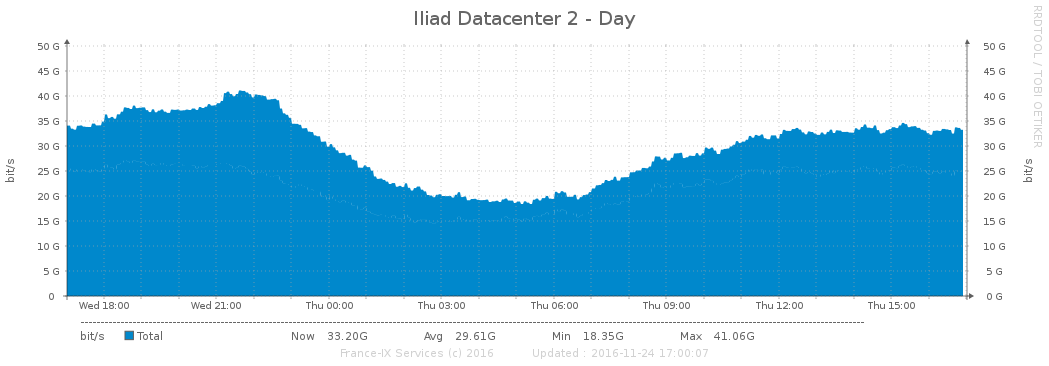 Iliad Datacenter 2 - Day
RRDTOOL / TOBI OETIKER
50 G 50 G
45 G 45 G
40 G 40 G
35 G 35 G
30 G 30 G
25 G 25 G
20 G 20 G
15 G 15 G
10 G 10 G
5 G 5 G
0 0 G
bit/s bit/s
Wed 18:00 Wed 21:00 Thu 00:00 Thu 03:00 Thu 06:00 Thu 09:00 Thu 12:00 Thu 15:00
bit/s Total Now 33.20G Avg 29.61G Min 18.35G Max 41.06G
France-IX Services (c) 2016 Updated : 2016-11-24 17:00:07